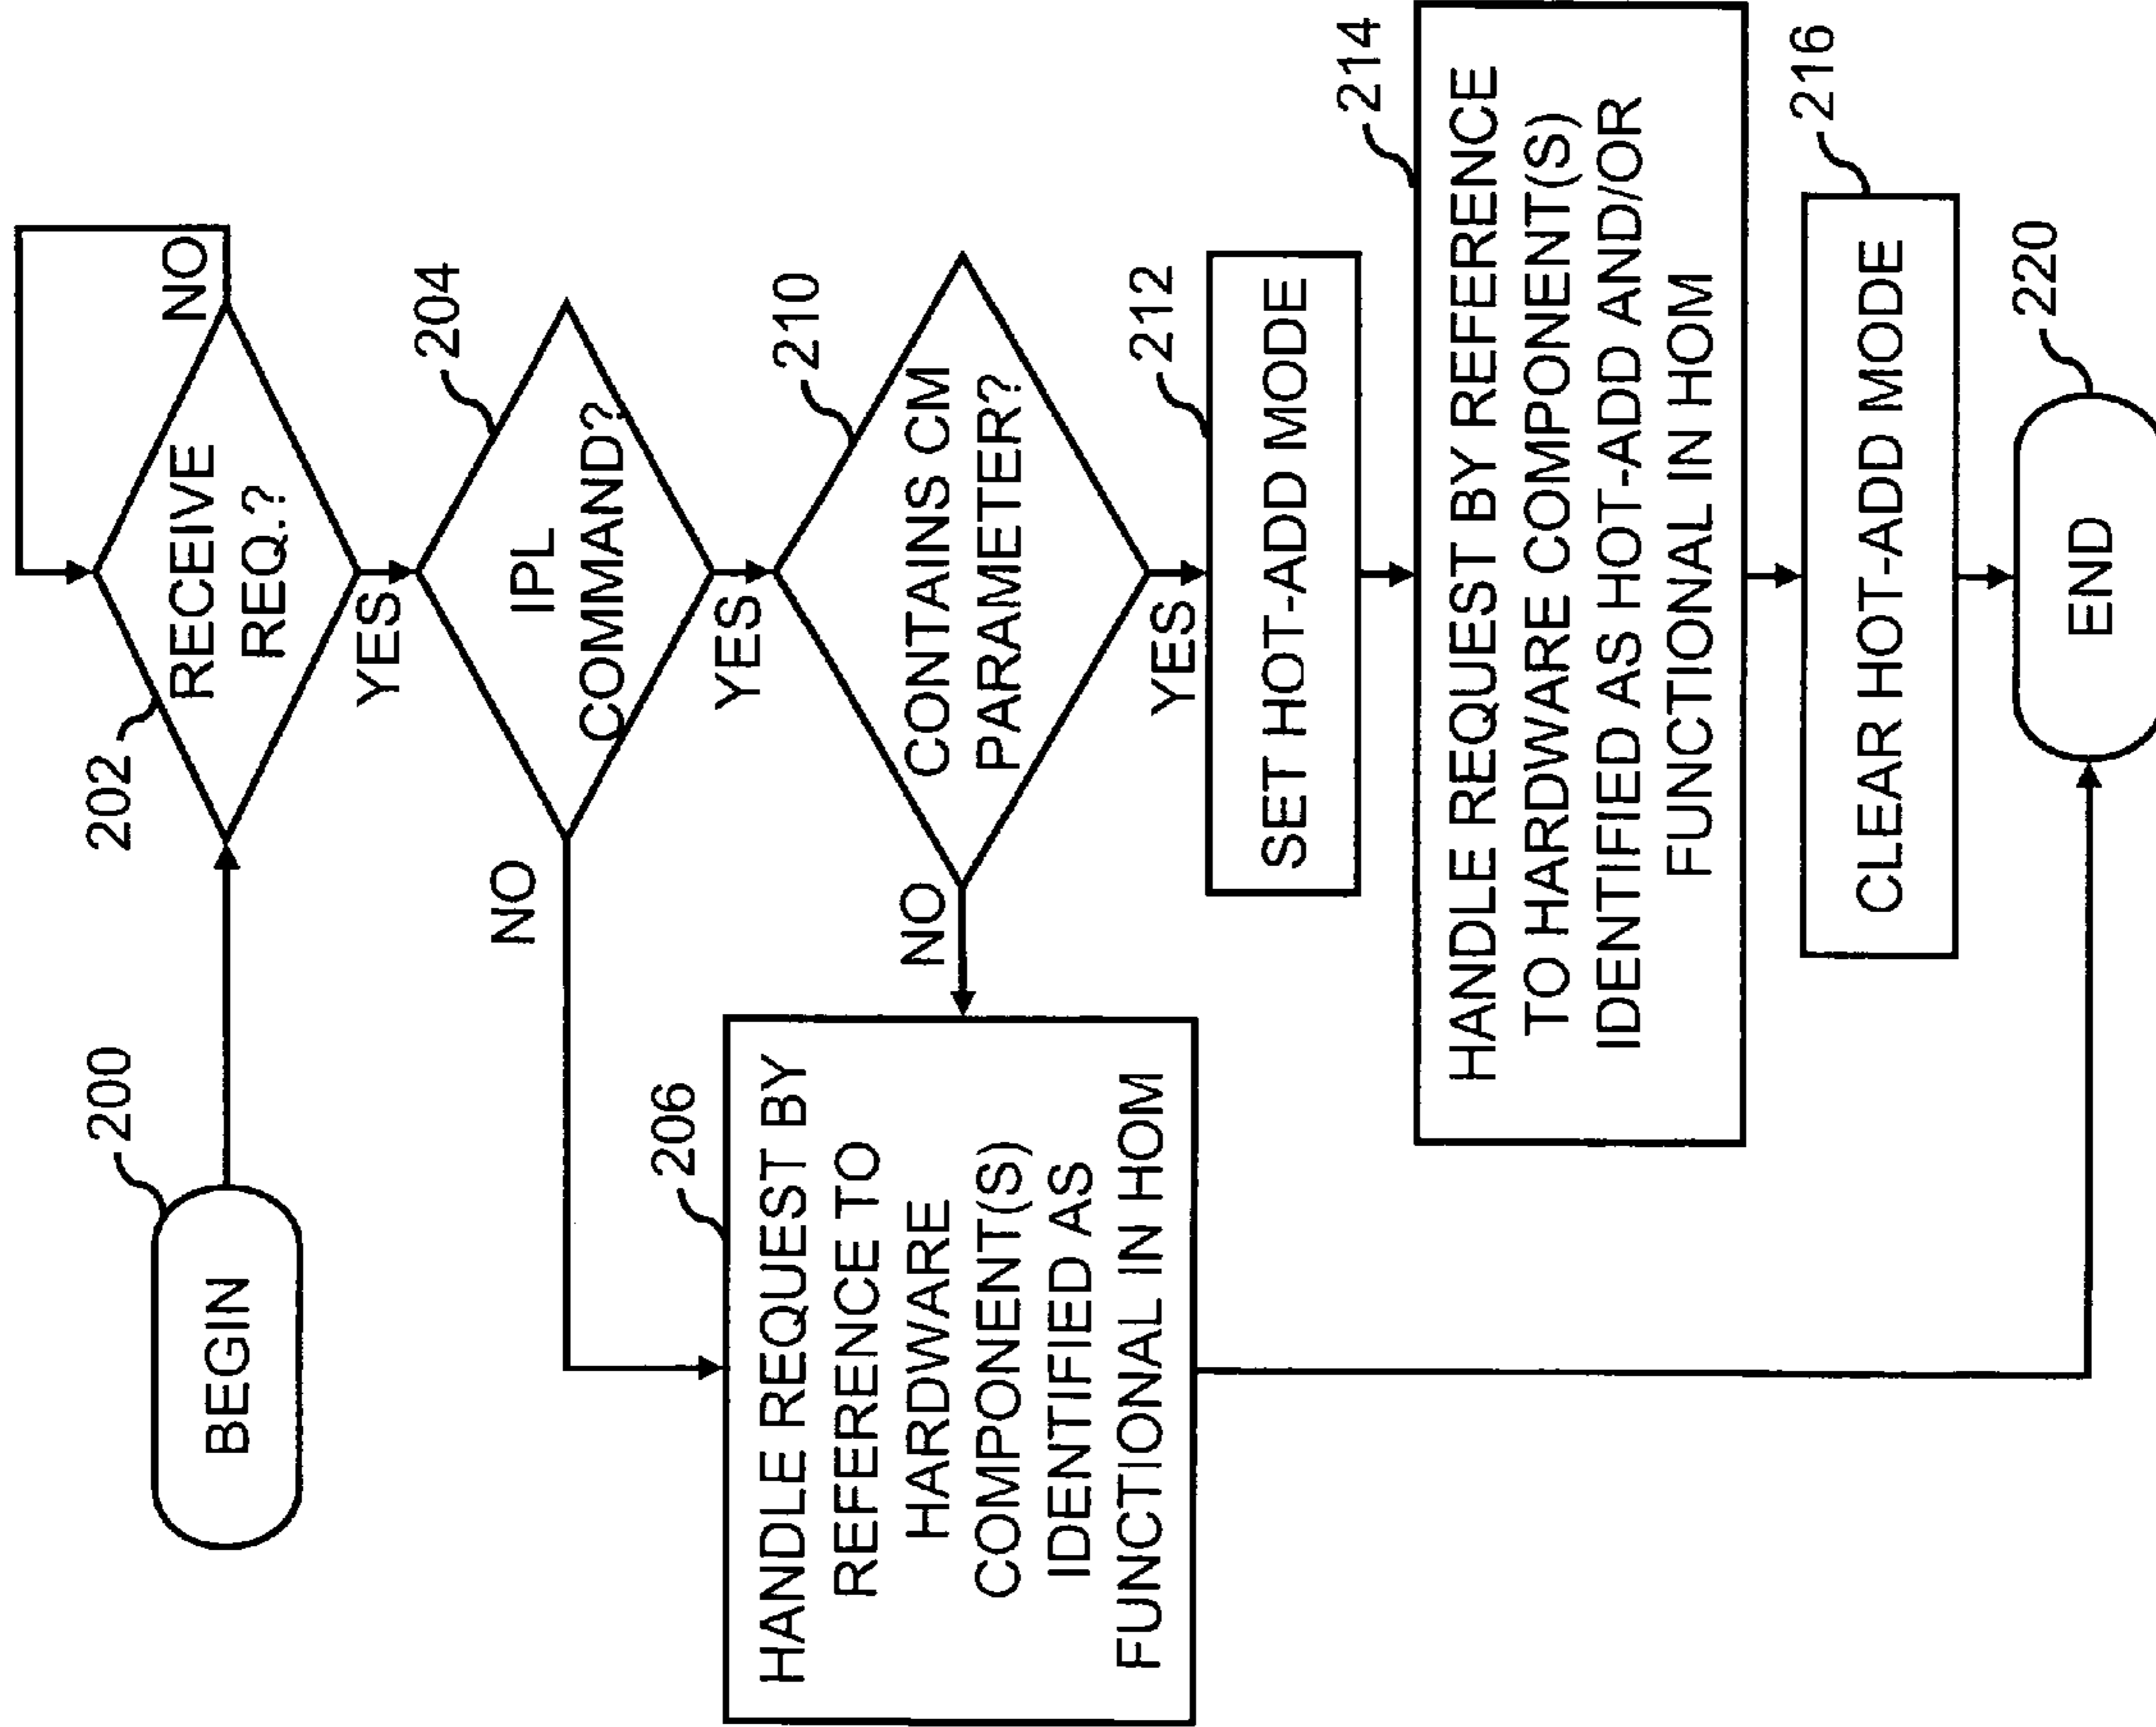 200
BEGIN
202
RECEIVE
REQ.?
NO
YES
204
IPL
COMMAND?
NO
YES
206
HANDLE REQUEST BY
REFERENCE TO
HARDWARE
COMPONENT(S)
IDENTIFIED AS
FUNCTIONAL IN HOM
210
CONTAINS CM
PARAMETER?
NO
YES
212
SET HOT-ADD MODE
214
HANDLE REQUEST BY REFERENCE
TO HARDWARE COMPONENT(S)
IDENTIFIED AS HOT-ADD AND/OR
FUNCTIONAL IN HOM
216
CLEAR HOT-ADD MODE
220
END